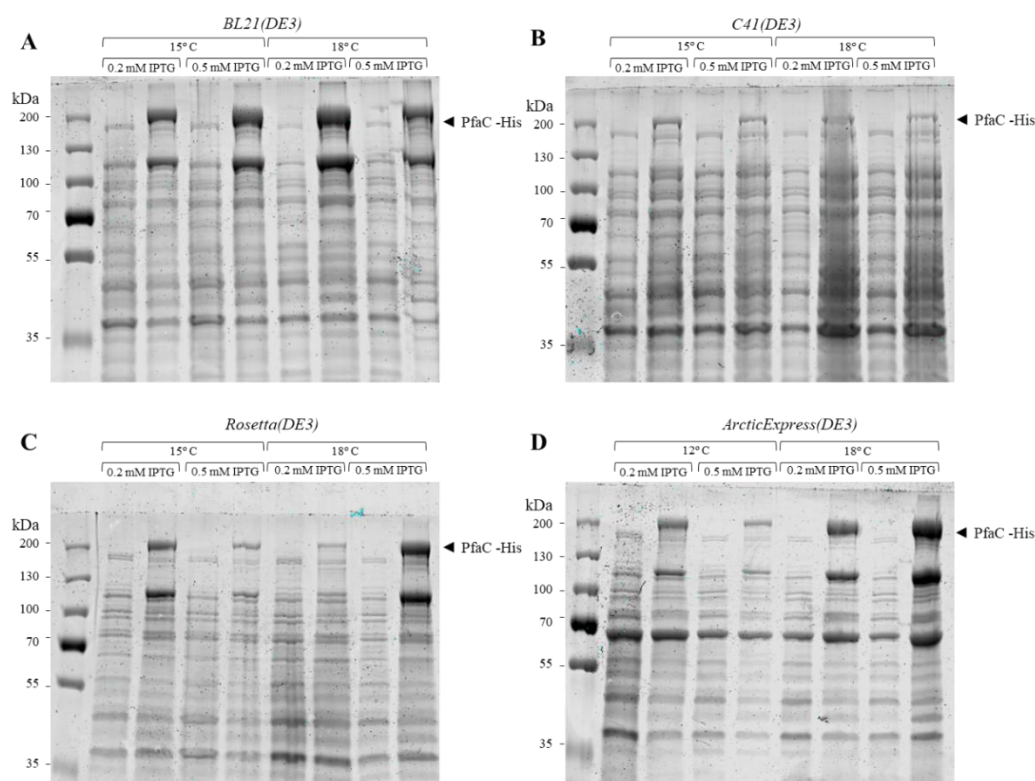 A
BL21(DE3)
15°C 18°C
0.2 mM IPTG 0.5 mM IPTG 0.2 mM IPTG 0.5 mM IPTG
kDa
200
130
100
70
55
35
PfaC -His
B
C41(DE3)
15°C 18°C
0.2 mM IPTG 0.5 mM IPTG 0.2 mM IPTG 0.5 mM IPTG
kDa
200
130
100
70
55
35
PfaC -His
C
Rosetta(DE3)
15°C 18°C
0.2 mM IPTG 0.5 mM IPTG 0.2 mM IPTG 0.5 mM IPTG
kDa
200
130
100
70
55
35
PfaC -His
D
ArcticExpress(DE3)
12°C 18°C
0.2 mM IPTG 0.5 mM IPTG 0.2 mM IPTG 0.5 mM IPTG
kDa
200
130
100
70
55
35
PfaC -His